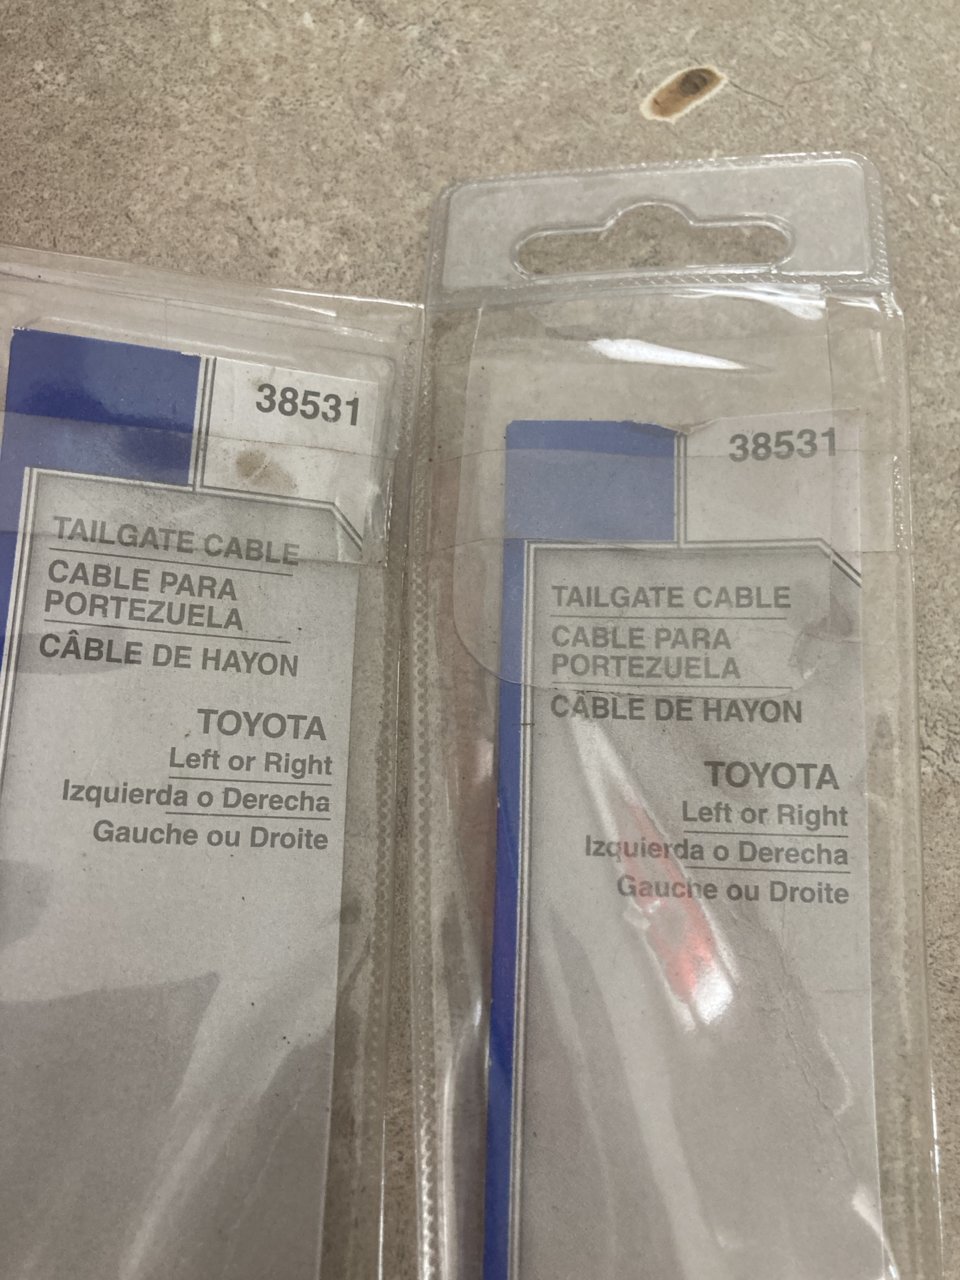 38531
TAILGATE CABLE
CABLE PARA
PORTEZUELA
CÂBLE DE HAYON
TOYOTA
Left or Right
Izquierda o Derecha
Gauche ou Droite
38531
TAILGATE CABLE
CABLE PARA
PORTEZUELA
CÂBLE DE HAYON
TOYOTA
Left or Right
Izquierda o Derecha
Gauche ou Droite